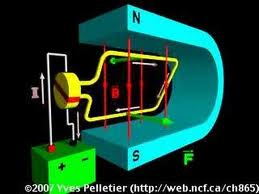 N
I
B
+ -
S
F
©2007 Yves Pelletier (http://web.ncf.ca/ch865)